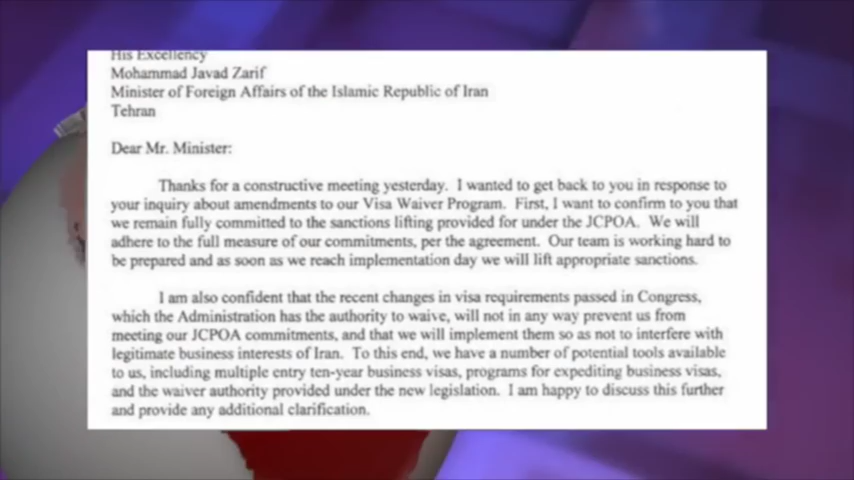 His Excellency
Mohammad Javad Zarif
Minister of Foreign Affairs of the Islamic Republic of Iran
Tehran
Dear Mr. Minister:
Thanks for a constructive meeting yesterday. I wanted to get back to you in response to
your inquiry about amendments to our Visa Waiver Program. First, I want to confirm to you that
we remain fully committed to the sanctions lifting provided for under the JCPOA. We will
adhere to the full measure of our commitments, per the agreement. Our team is working hard to
be prepared and as soon as we reach implementation day we will lift appropriate sanctions.
I am also confident that the recent changes in visa requirements passed in Congress,
which the Administration has the authority to waive, will not in any way prevent us from
meeting our JCPOA commitments, and that we will implement them so as not to interfere with
legitimate business interests of Iran. To this end, we have a number of potential tools available
to us, including multiple entry ten-year business visas, programs for expediting business visas,
and the waiver authority provided under the new legislation. I am happy to discuss this further
and provide any additional clarification.